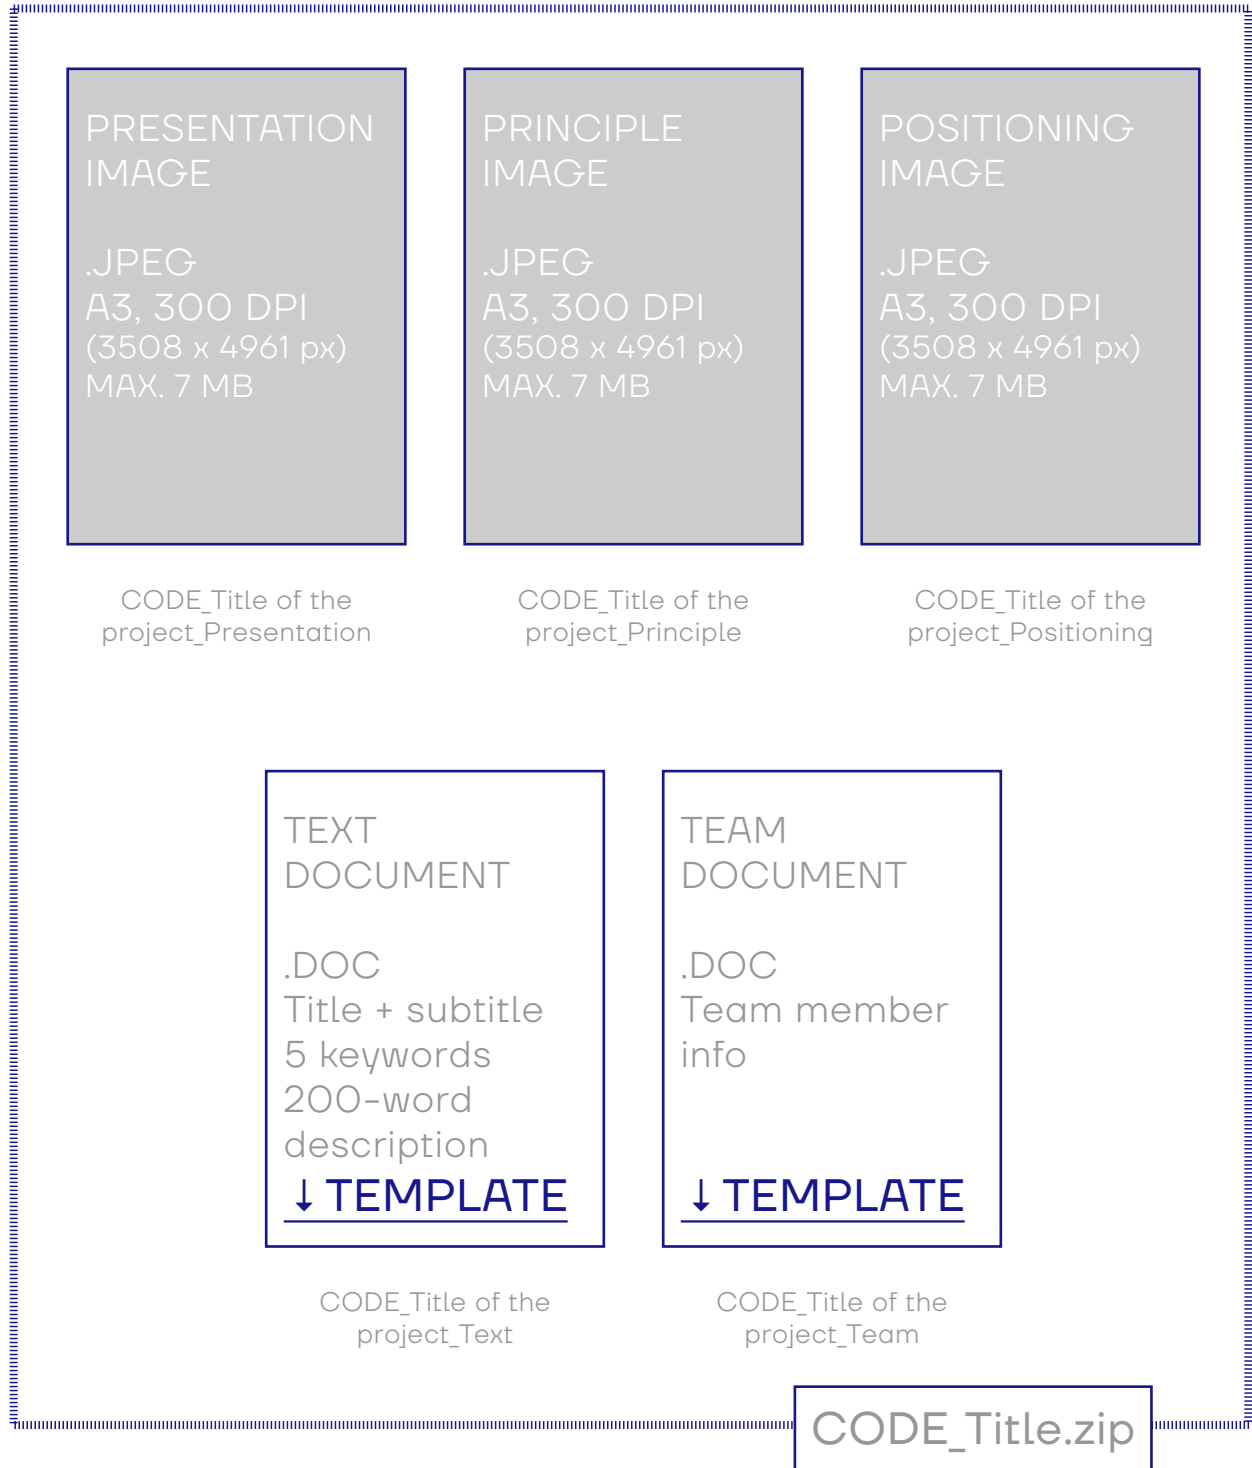 PRESENTATION
IMAGE
.JPEG
A3, 300 DPI
(3508 x 4961 px)
MAX. 7 MB
CODE_Title of the
project_Presentation
PRINCIPLE
IMAGE
.JPEG
A3, 300 DPI
(3508 x 4961 px)
MAX. 7 MB
CODE_Title of the
project_Principle
POSITIONING
IMAGE
.JPEG
A3, 300 DPI
(3508 x 4961 px)
MAX. 7 MB
CODE_Title of the
project_Positioning
TEXT
DOCUMENT
.DOC
Title + subtitle
5 keywords
200-word
description
↓ TEMPLATE
CODE_Title of the
project_Text
TEAM
DOCUMENT
.DOC
Team member
info
↓ TEMPLATE
CODE_Title of the
project_Team
CODE_Title.zip